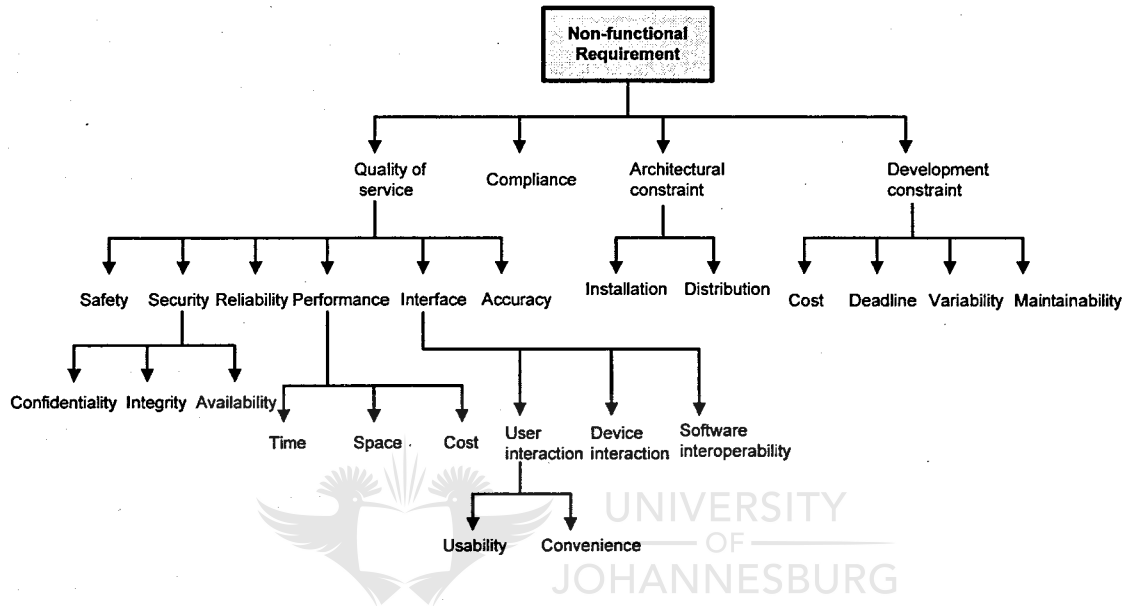 Non-functional
Requirement
Quality of
service
Compliance
Architectural
constraint
Development
constraint
Safety
Security
Reliability
Performance
Interface
Accuracy
Installation
Distribution
Cost
Deadline
Variability
Maintainability
Confidentiality
Integrity
Availability
Time
Space
Cost
User
interaction
Device
interaction
Software
interoperability
Usability
Convenience
UNIVERSITY
OF
JOHANNESBURG